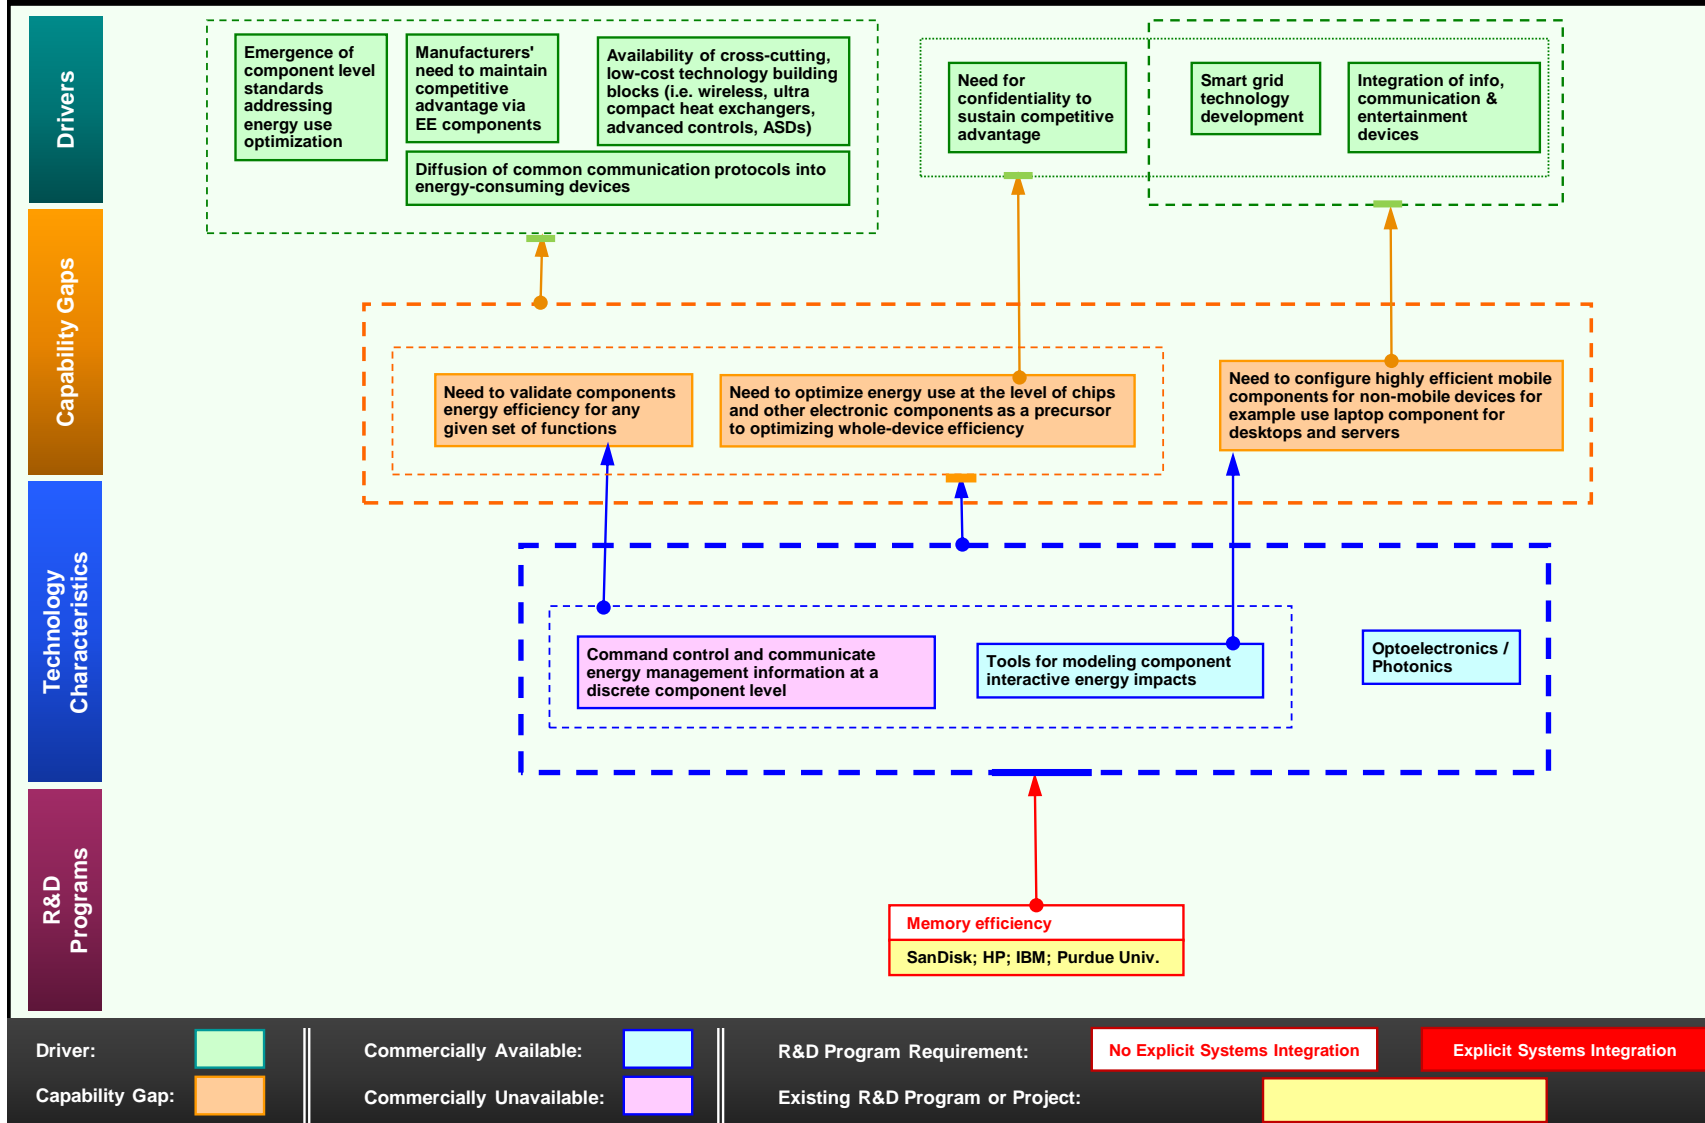 Drivers
Emergence of
component level
standards
addressing
energy use
optimization
Manufacturers'
need to maintain
competitive
advantage via
EE components
Availability of cross-cutting,
low-cost technology building
blocks (i.e. wireless, ultra
compact heat exchangers,
advanced controls, ASDs)
Diffusion of common communication protocols into
energy-consuming devices
Need for
confidentiality to
sustain competitive
advantage
Smart grid
technology
development
Integration of info,
communication &
entertainment
devices
Capability Gaps
Need to validate components
energy efficiency for any
given set of functions
Need to optimize energy use at the level of chips
and other electronic components as a precursor
to optimizing whole-device efficiency
Need to configure highly efficient mobile
components for non-mobile devices for
example use laptop component for
desktops and servers
Technology
Characteristics
Command control and communicate
energy management information at a
discrete component level
Tools for modeling component
interactive energy impacts
Optoelectronics /
Photonics
R&D
Programs
Memory efficiency
SanDisk; HP; IBM; Purdue Univ.
Driver:
Capability Gap:
Commercially Available:
Commercially Unavailable:
R&D Program Requirement:
No Explicit Systems Integration
Explicit Systems Integration
Existing R&D Program or Project: